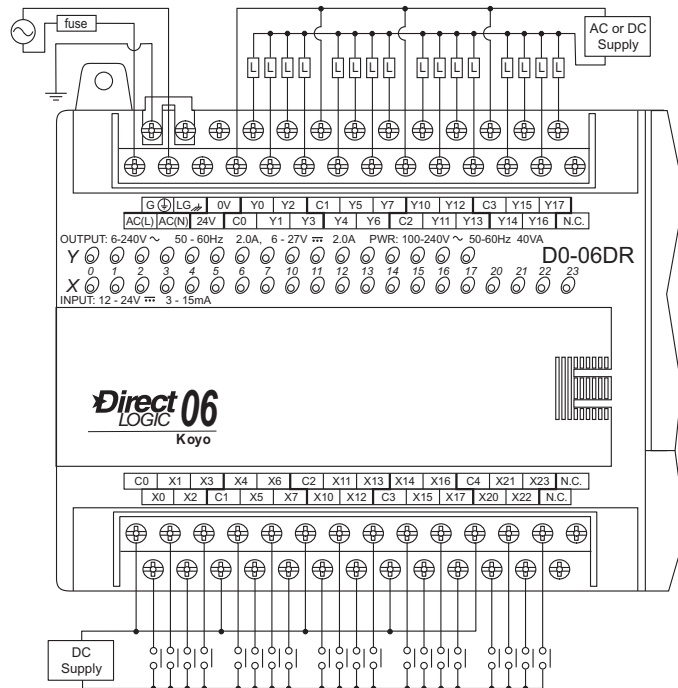 fuse
AC or DC
Supply
L L L L L L L L L L L L L L L L
G LG 0V Y0 Y2 C1 Y5 Y7 Y10 Y12 C3 Y15 Y17
AC(L) AC(N) 24V C0 Y1 Y3 Y4 Y6 C2 Y11 Y13 Y14 Y16 N.C.
OUTPUT: 6-240V ~ 50 - 60Hz 2.0A, 6 - 27V ⎓ 2.0A PWR: 100-240V ~ 50-60Hz 40VA
Y D0-06DR
0 1 2 3 4 5 6 7 10 11 12 13 14 15 16 17 20 21 22 23
X
INPUT: 12 - 24V ⎓ 3 - 15mA
Direct 06
LOGIC
Koyo
C0 X1 X3 X4 X6 C2 X11 X13 X14 X16 C4 X21 X23 N.C.
X0 X2 C1 X5 X7 X10 X12 C3 X15 X17 X20 X22 N.C.
DC
Supply